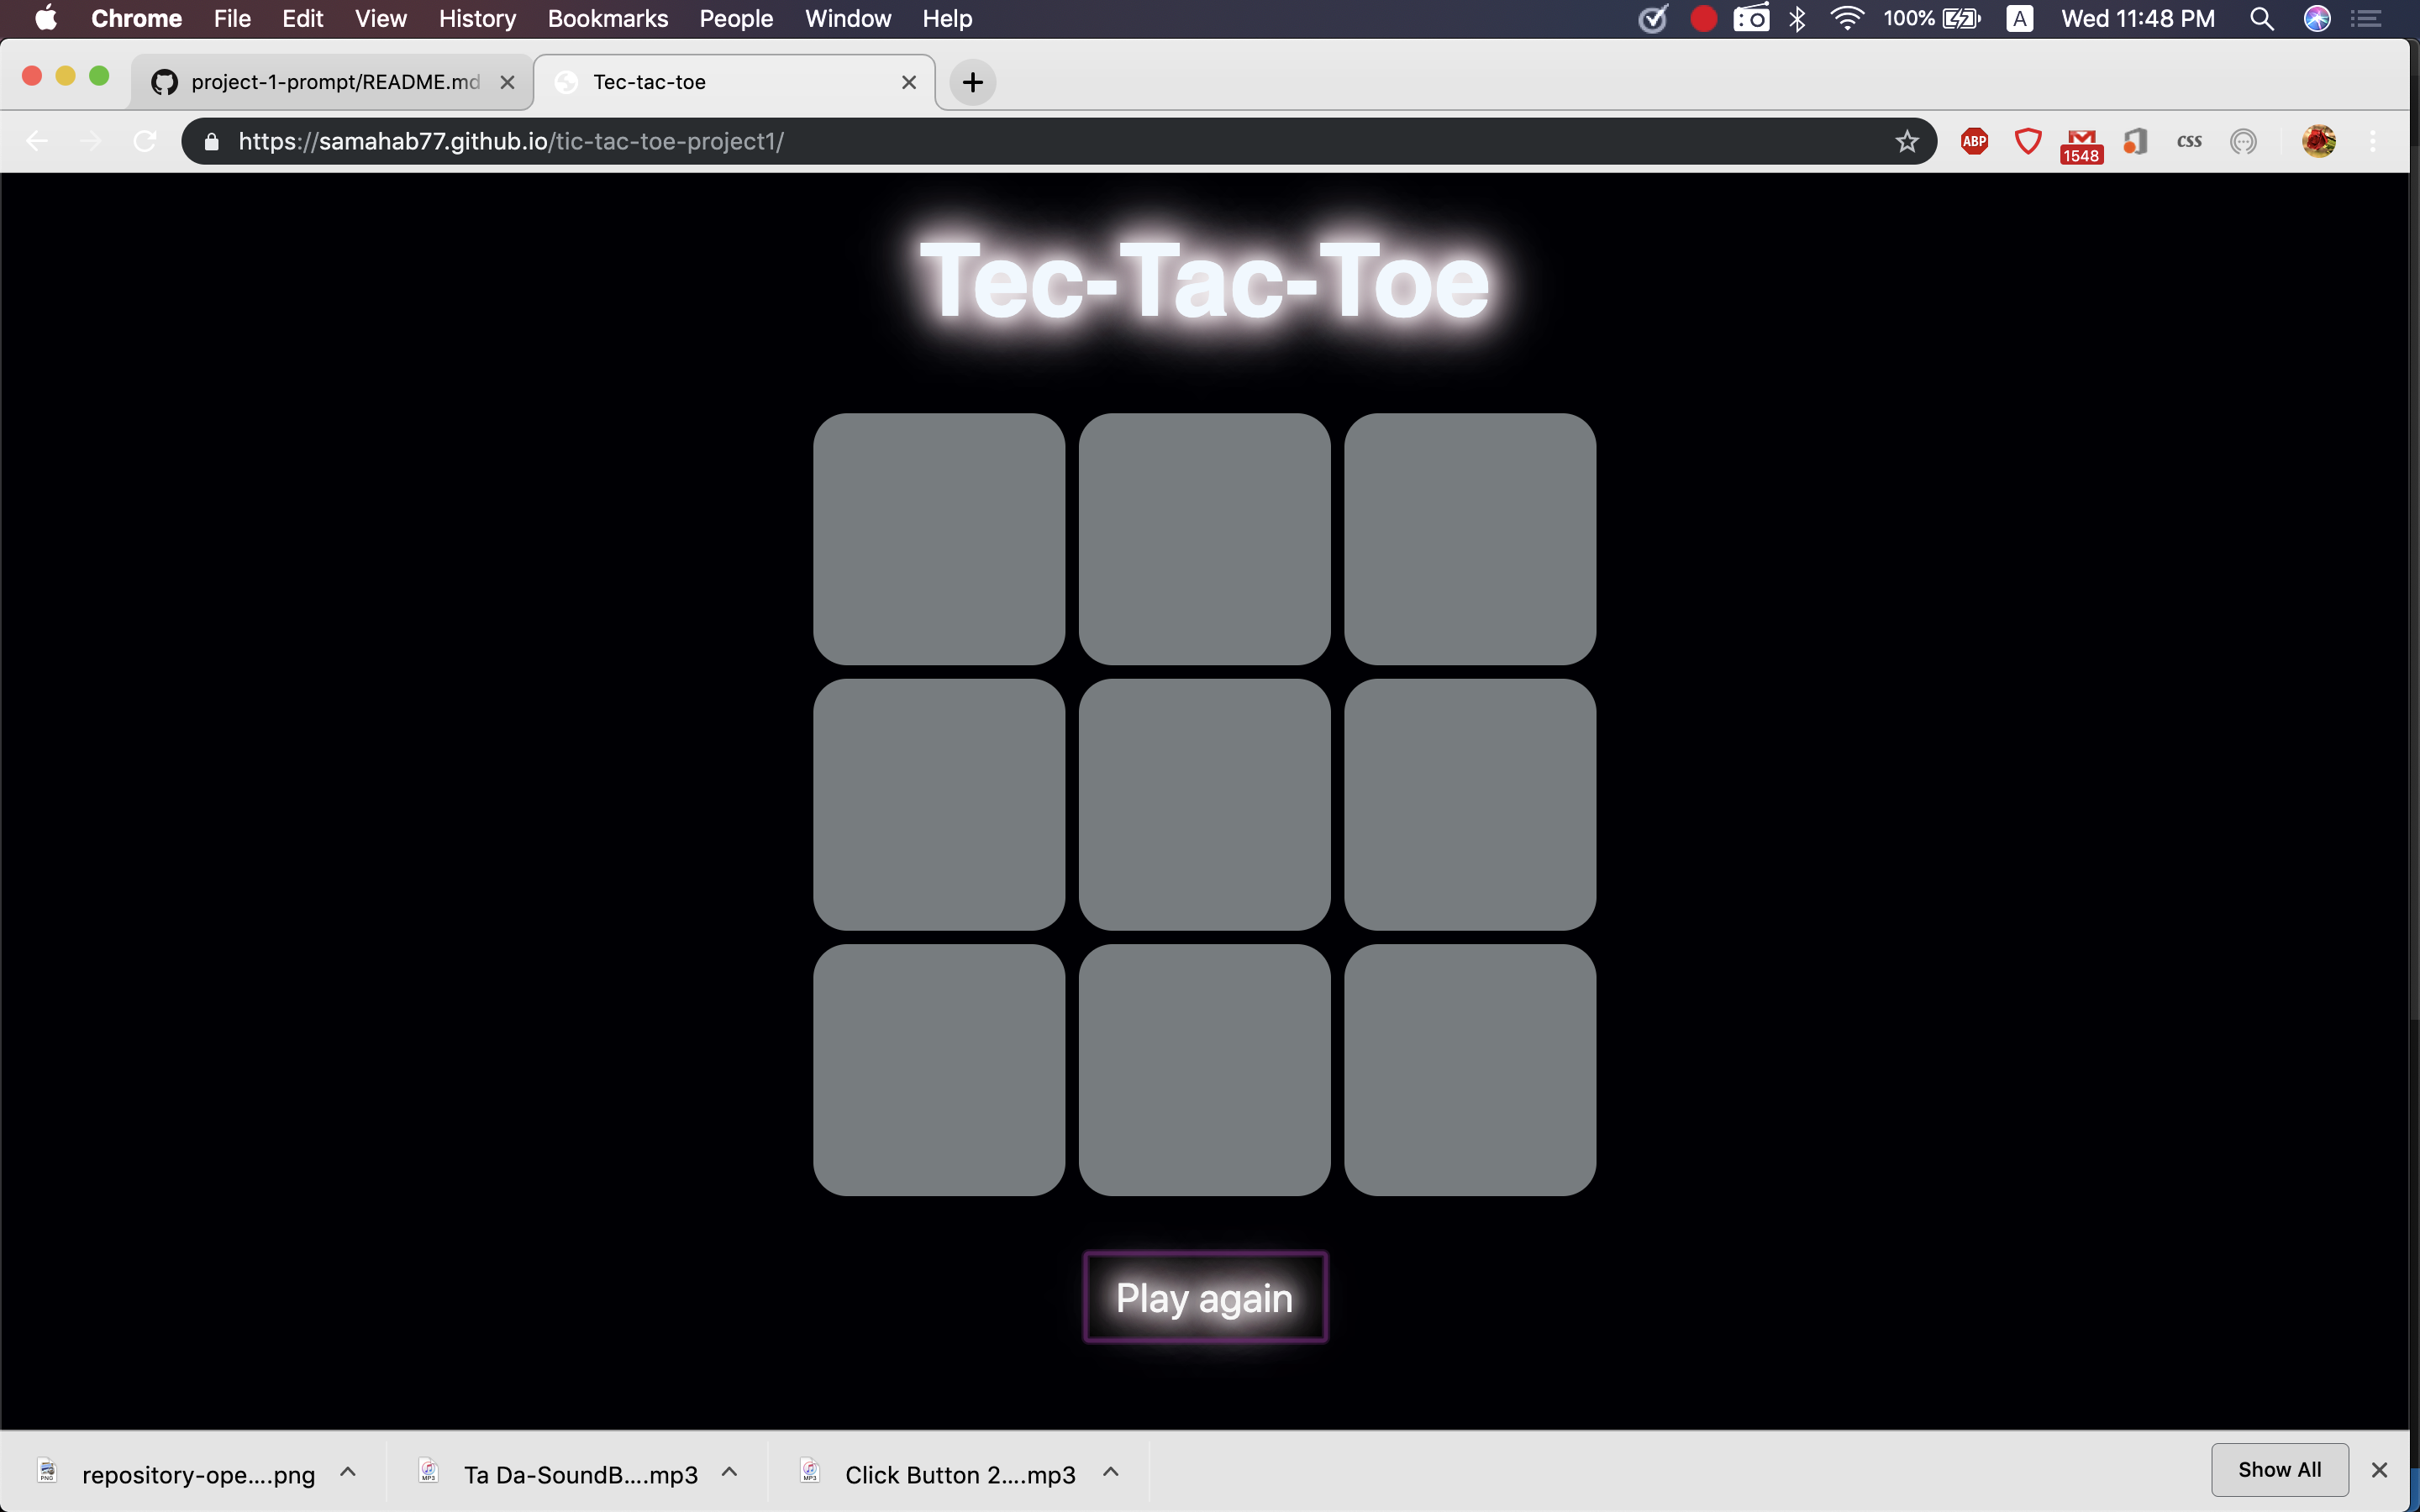 Chrome File Edit View History Bookmarks People Window Help 100% A Wed 11:48 PM
project-1-prompt/README.md Tec-tac-toe
https://samahab77.github.io/tic-tac-toe-project1/ ABP 1548 CSS
Tec-Tac-Toe
Play again
repository-ope....png Ta Da-SoundB....mp3 Click Button 2....mp3 Show All